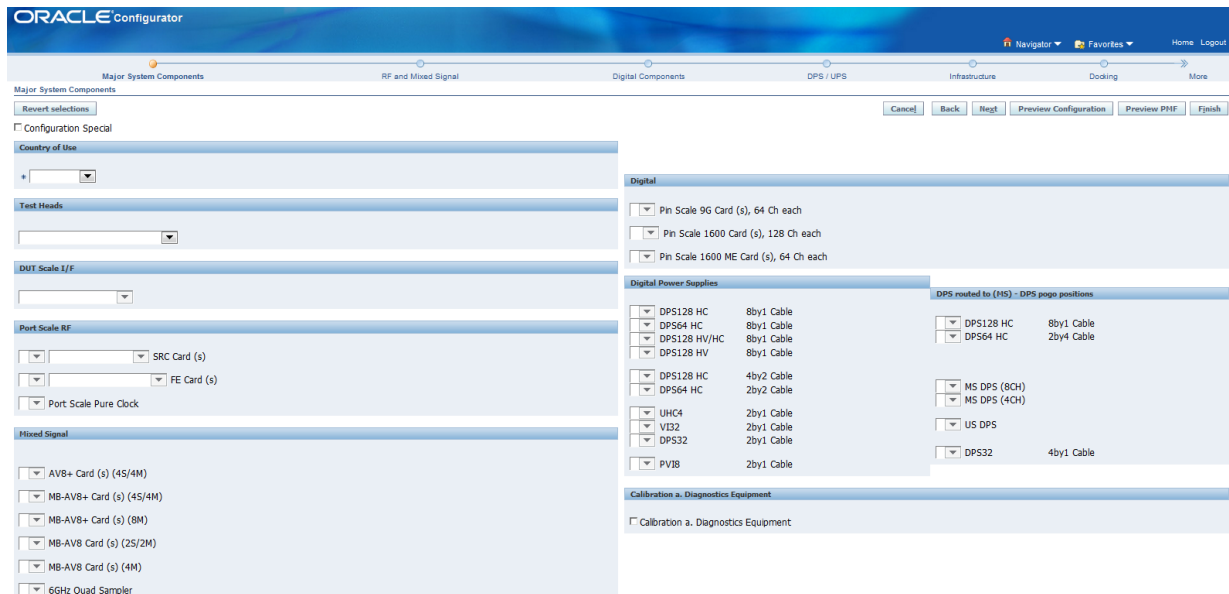 ORACLE Configurator
Navigator Favorites Home Logout
Major System Components RF and Mixed Signal Digital Components DPS / UPS Infrastructure Docking More
Major System Components
Revert selections Cancel Back Next Preview Configuration Preview PMF Finish
Configuration Special
Country of Use
*
Test Heads
DUT Scale I/F
Port Scale RF
SRC Card (s)
FE Card (s)
Port Scale Pure Clock
Mixed Signal
AV8+ Card (s) (4S/4M)
MB-AV8+ Card (s) (4S/4M)
MB-AV8+ Card (s) (8M)
MB-AV8 Card (s) (2S/2M)
MB-AV8 Card (s) (4M)
6GHz Quad Sampler
Digital
Pin Scale 9G Card (s), 64 Ch each
Pin Scale 1600 Card (s), 128 Ch each
Pin Scale 1600 ME Card (s), 64 Ch each
Digital Power Supplies
DPS128 HC 8by1 Cable
DPS64 HC 8by1 Cable
DPS128 HV/HC 8by1 Cable
DPS128 HV 8by1 Cable
DPS128 HC 4by2 Cable
DPS64 HC 2by2 Cable
UHC4 2by1 Cable
VI32 2by1 Cable
DPS32 2by1 Cable
PVI8 2by1 Cable
DPS routed to (MS) - DPS pogo positions
DPS128 HC 8by1 Cable
DPS64 HC 2by4 Cable
MS DPS (8CH)
MS DPS (4CH)
US DPS
DPS32 4by1 Cable
Calibration a. Diagnostics Equipment
Calibration a. Diagnostics Equipment